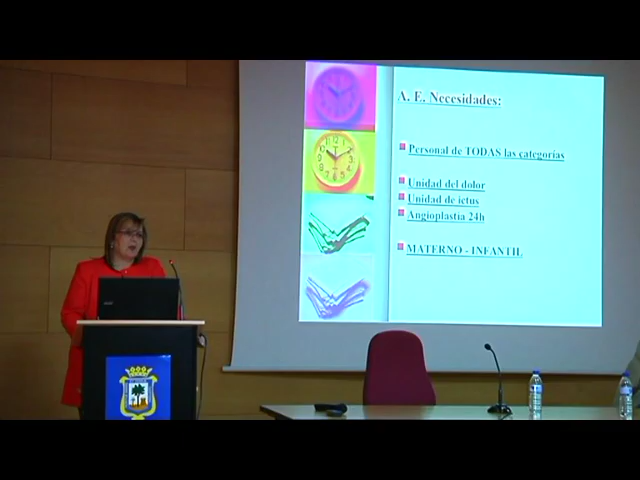 A. E. Necesidades:
Personal de TODAS las categorías
Unidad del dolor
Unidad de ictus
Angioplastia 24h
MATERNO - INFANTIL